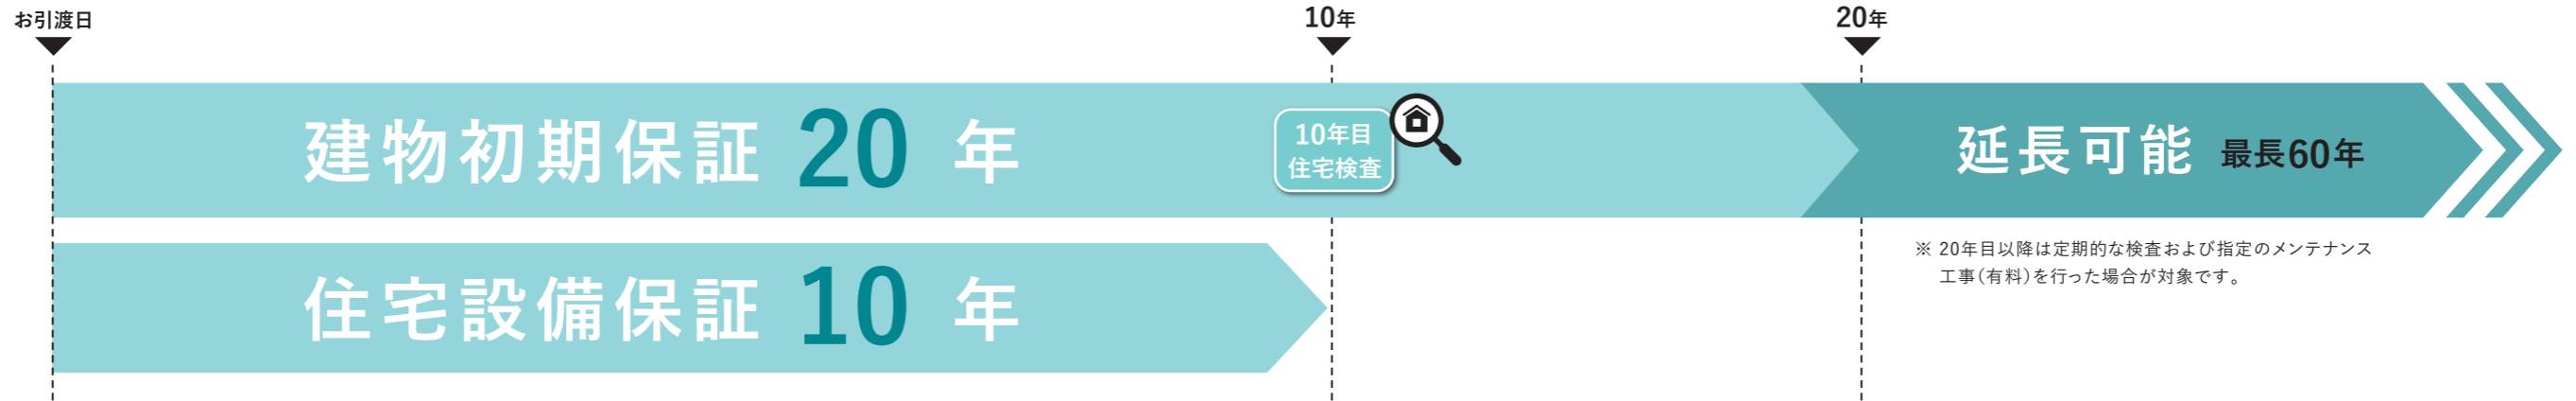 お引渡日
10年
20年
建物初期保証 20 年
10年目
住宅検査
延長可能 最長60年
※ 20年目以降は定期的な検査および指定のメンテナンス
工事(有料)を行った場合が対象です。
住宅設備保証 10 年